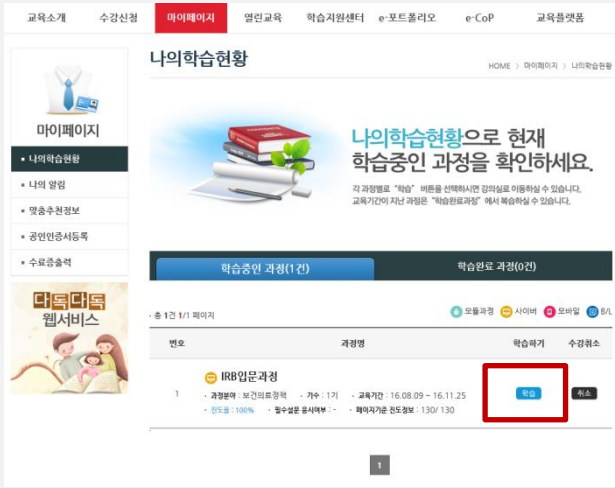 교육소개 수강신청 마이페이지 열린교육 학습지원센터 e-포트폴리오 e-CoP 교육플랫폼
마이페이지
나의학습현황
나의 알림
맞춤추천정보
공인인증서등록
수료증출력
다독다독
웹서비스
나의학습현황
HOME > 마이페이지 > 나의학습현황
나의학습현황으로 현재
학습중인 과정을 확인하세요.
각 과정별로 "학습" 버튼을 선택하시면 강의실로 이동하실 수 있습니다.
교육기간이 지난 과정은 "학습완료과정" 에서 복습하실 수 있습니다.
학습중인 과정(1건) 학습완료 과정(0건)
· 총 1건 1/1 페이지 모듈과정 사이버 모바일 B/L
번호 과정명 학습하기 수강취소
IRB입문과정
1 · 과정분야 : 보건의료정책 · 기수 : 1기 · 교육기간 : 16.08.09 ~ 16.11.25 학습 취소
· 진도율 : 100% · 필수설문 응시여부 : - · 페이지기준 진도정보 : 130/ 130
1